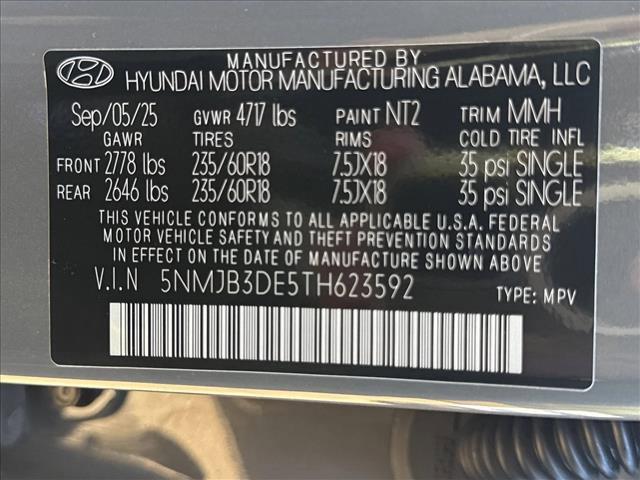 MANUFACTURED BY
HYUNDAI MOTOR MANUFACTURING ALABAMA, LLC
Sep/05/25 GVWR 4717 lbs PAINT NT2 TRIM MMH
GAWR TIRES RIMS COLD TIRE INFL
FRONT 2778 lbs 235/60R18 7.5JX18 35 psi SINGLE
REAR 2646 lbs 235/60R18 7.5JX18 35 psi SINGLE
THIS VEHICLE CONFORMS TO ALL APPLICABLE U.S.A. FEDERAL
MOTOR VEHICLE SAFETY AND THEFT PREVENTION STANDARDS
IN EFFECT ON THE DATE OF MANUFACTURE SHOWN ABOVE.
V.I.N 5NMJB3DE5TH623592 TYPE: MPV